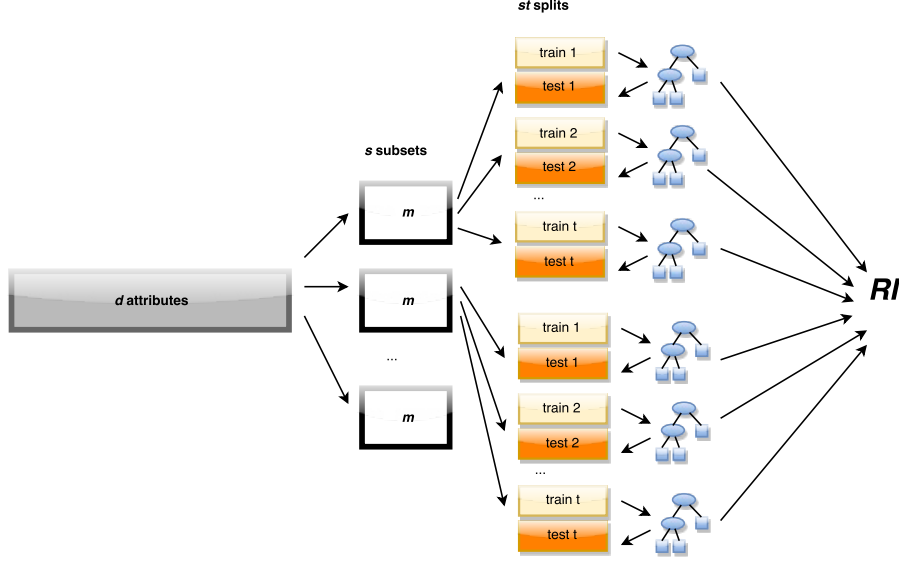 st splits
train 1
test 1
train 2
test 2
...
train t
test t
s subsets
m
d attributes
m
...
m
train 1
test 1
train 2
test 2
...
train t
test t
RI